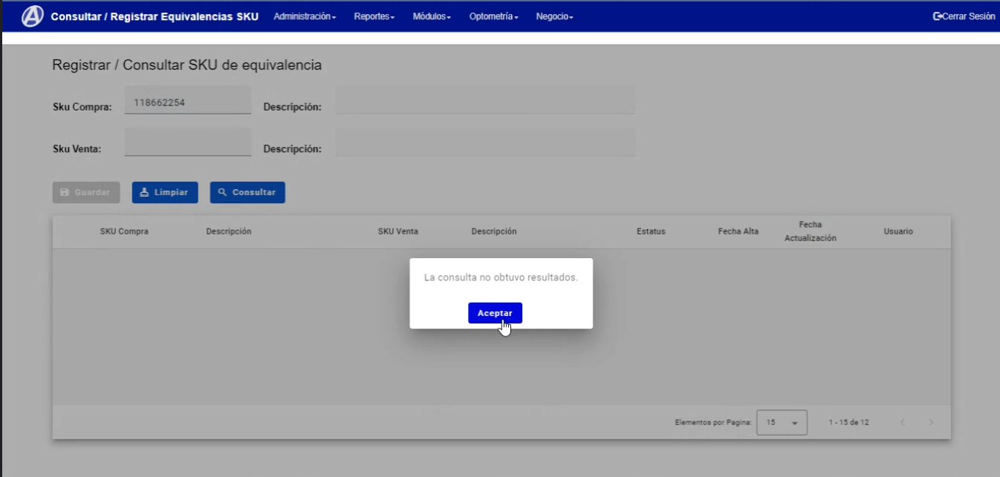 Consultar / Registrar Equivalencias SKU Administración Reportes Módulos Optometría Negocio Cerrar Sesión
Registrar / Consultar SKU de equivalencia
Sku Compra: 118662254 Descripción:
Sku Venta: Descripción:
Guardar Limpiar Consultar
SKU Compra Descripción SKU Venta Descripción Estatus Fecha Alta Fecha Actualización Usuario
La consulta no obtuvo resultados.
Aceptar
Elementos por Pagina: 15 1 - 15 de 12